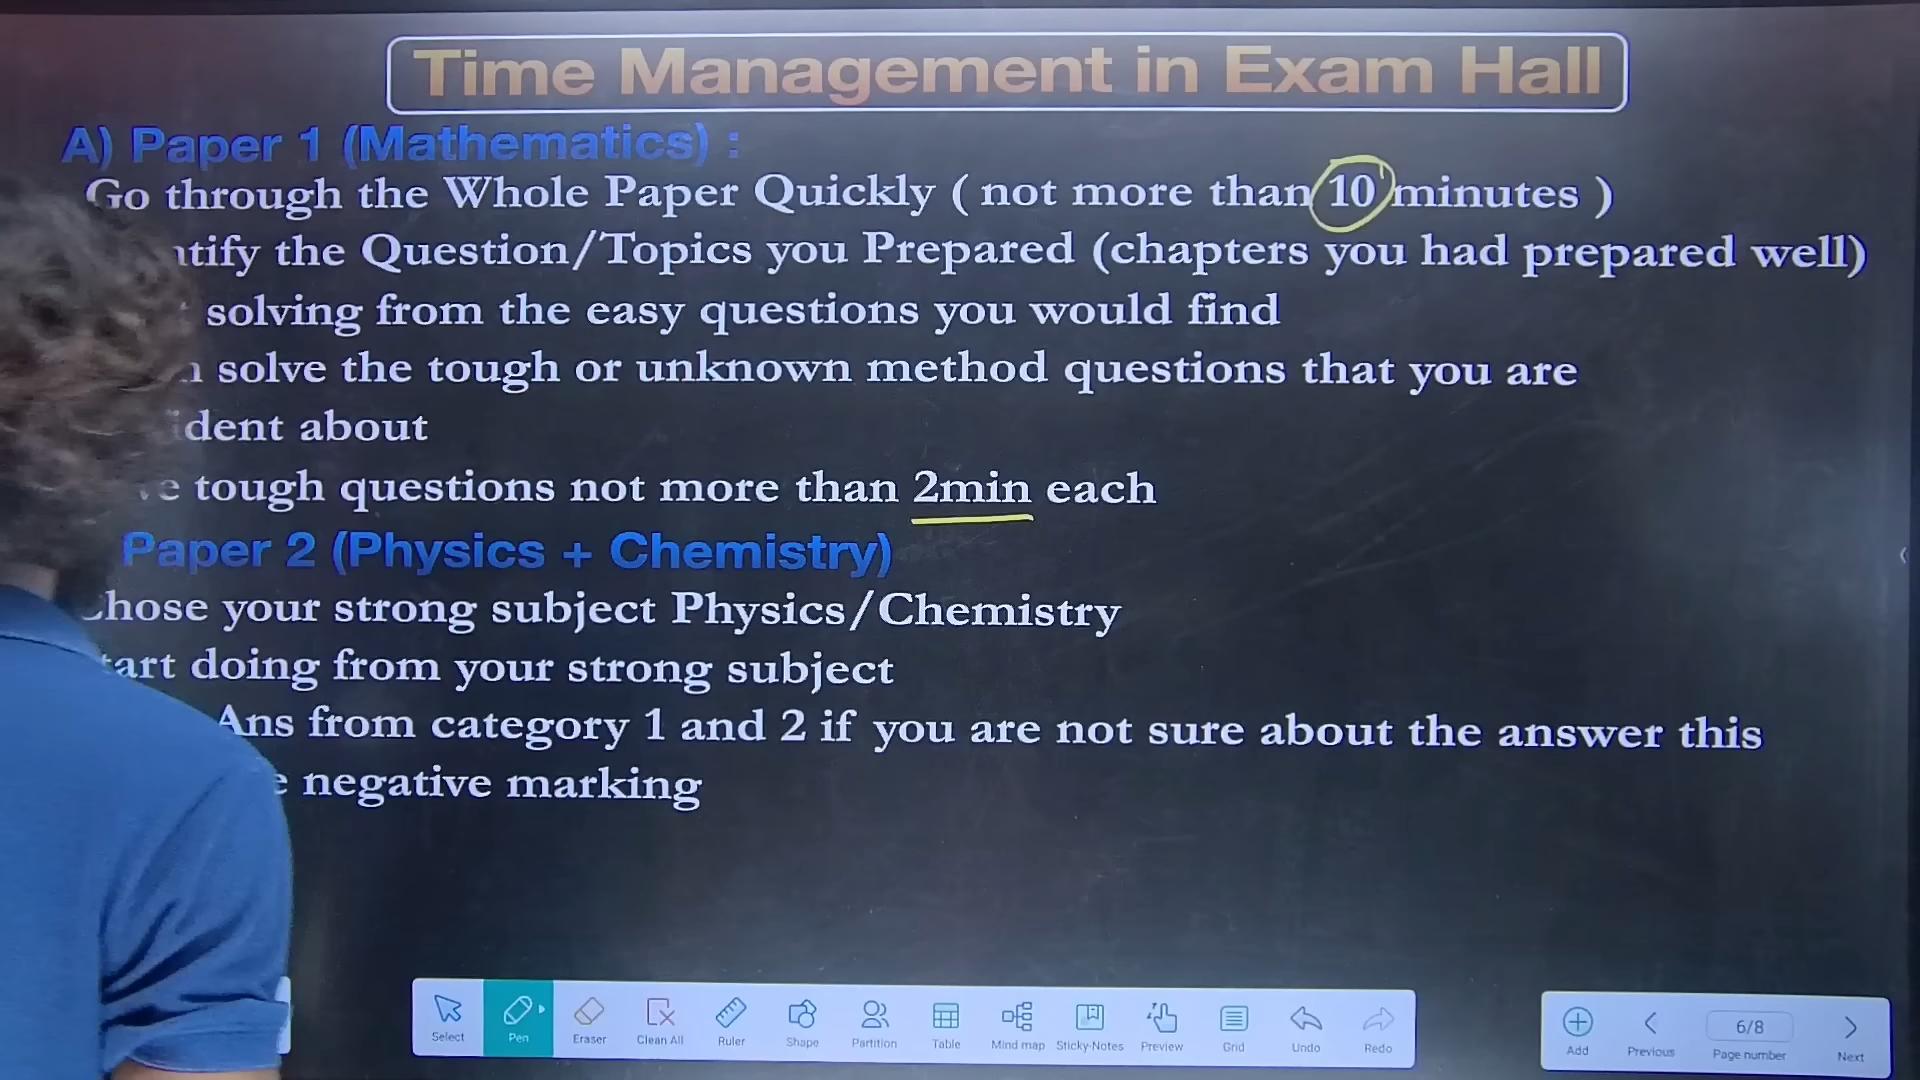 Time Management in Exam Hall
A) Paper 1 (Mathematics) :
Go through the Whole Paper Quickly ( not more than 10 minutes )
the Question/Topics you Prepared (chapters you had prepared well)
solving from the easy questions you would find
solve the tough or unknown method questions that you are
about
tough questions not more than 2min each
Paper 2 (Physics + Chemistry)
your strong subject Physics/Chemistry
doing from your strong subject
Ans from category 1 and 2 if you are not sure about the answer this
negative marking
Select
Pen
Eraser
Clean All
Ruler
Shape
Partition
Table
Mind map
Sticky-Notes
Preview
Grid
Undo
Redo
Add
Previous
6/8
Page number
Next